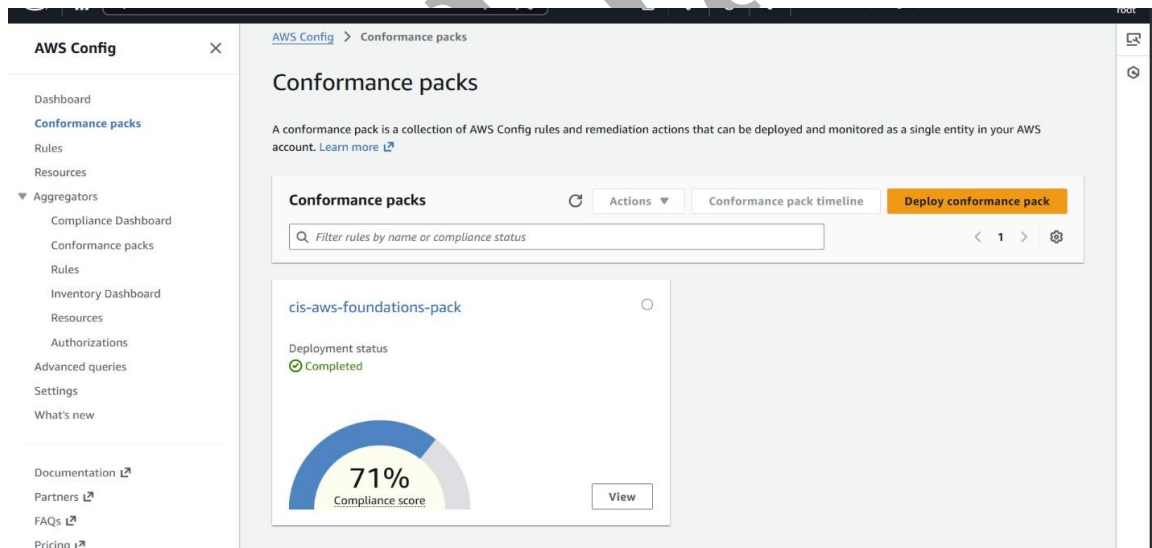 root
AWS Config
Dashboard
Conformance packs
Rules
Resources
Aggregators
Compliance Dashboard
Conformance packs
Rules
Inventory Dashboard
Resources
Authorizations
Advanced queries
Settings
What's new
Documentation
Partners
FAQs
Pricing
AWS Config > Conformance packs
Conformance packs
A conformance pack is a collection of AWS Config rules and remediation actions that can be deployed and monitored as a single entity in your AWS
account. Learn more
Conformance packs
Actions
Conformance pack timeline
Deploy conformance pack
Filter rules by name or compliance status
< 1 >
cis-aws-foundations-pack
Deployment status
Completed
71%
Compliance score
View